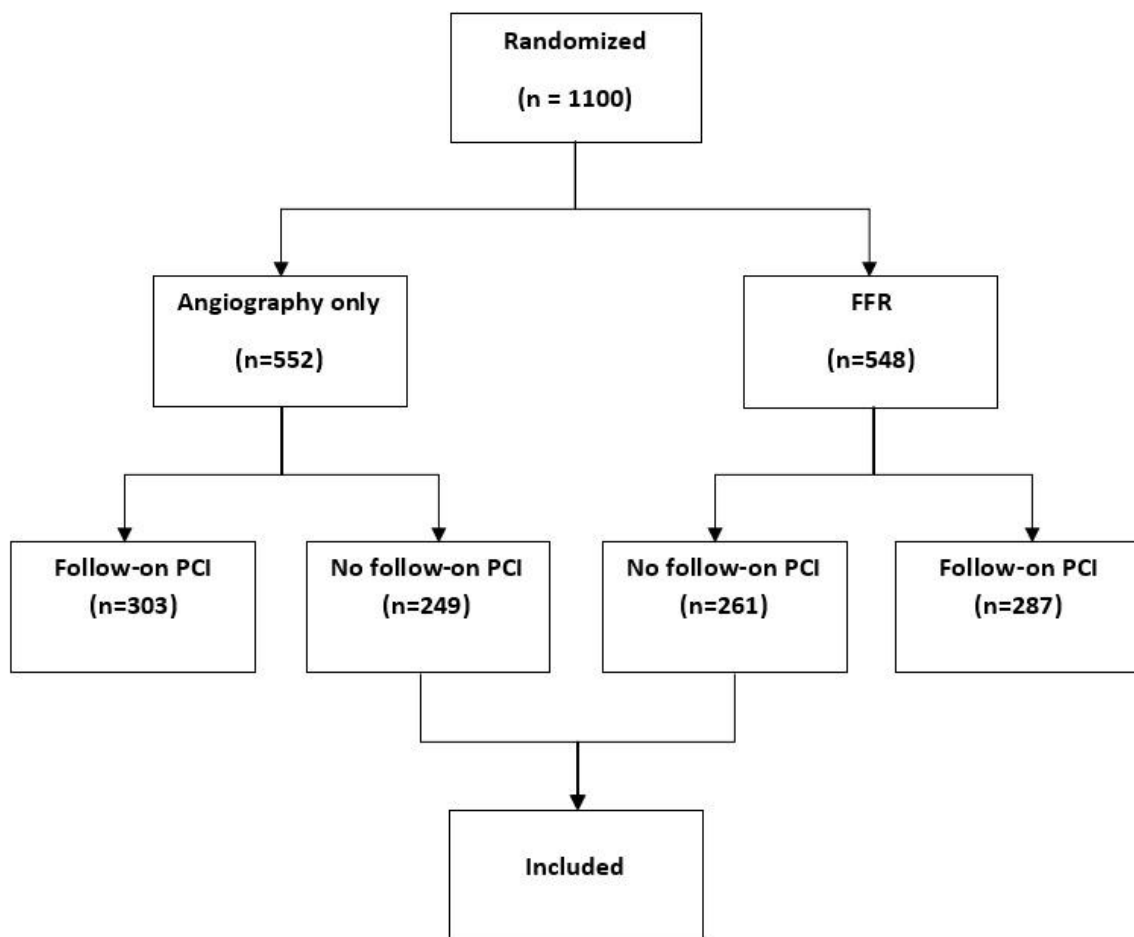 Randomized
(n = 1100)
Angiography only
(n=552)
FFR
(n=548)
Follow-on PCI
(n=303)
No follow-on PCI
(n=249)
No follow-on PCI
(n=261)
Follow-on PCI
(n=287)
Included